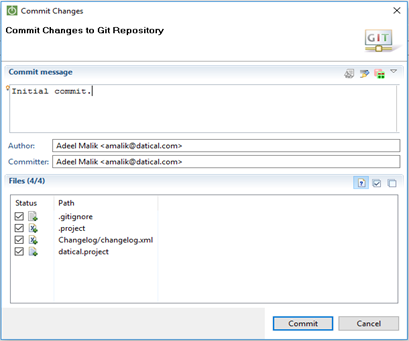 Commit Changes
Commit Changes to Git Repository
GIT
Commit message
Initial commit.
Author: Adeel Malik <amalik@datical.com>
Committer: Adeel Malik <amalik@datical.com>
Files (4/4)
Status Path
.gitignore
.project
Changelog/changelog.xml
datical.project
Commit Cancel